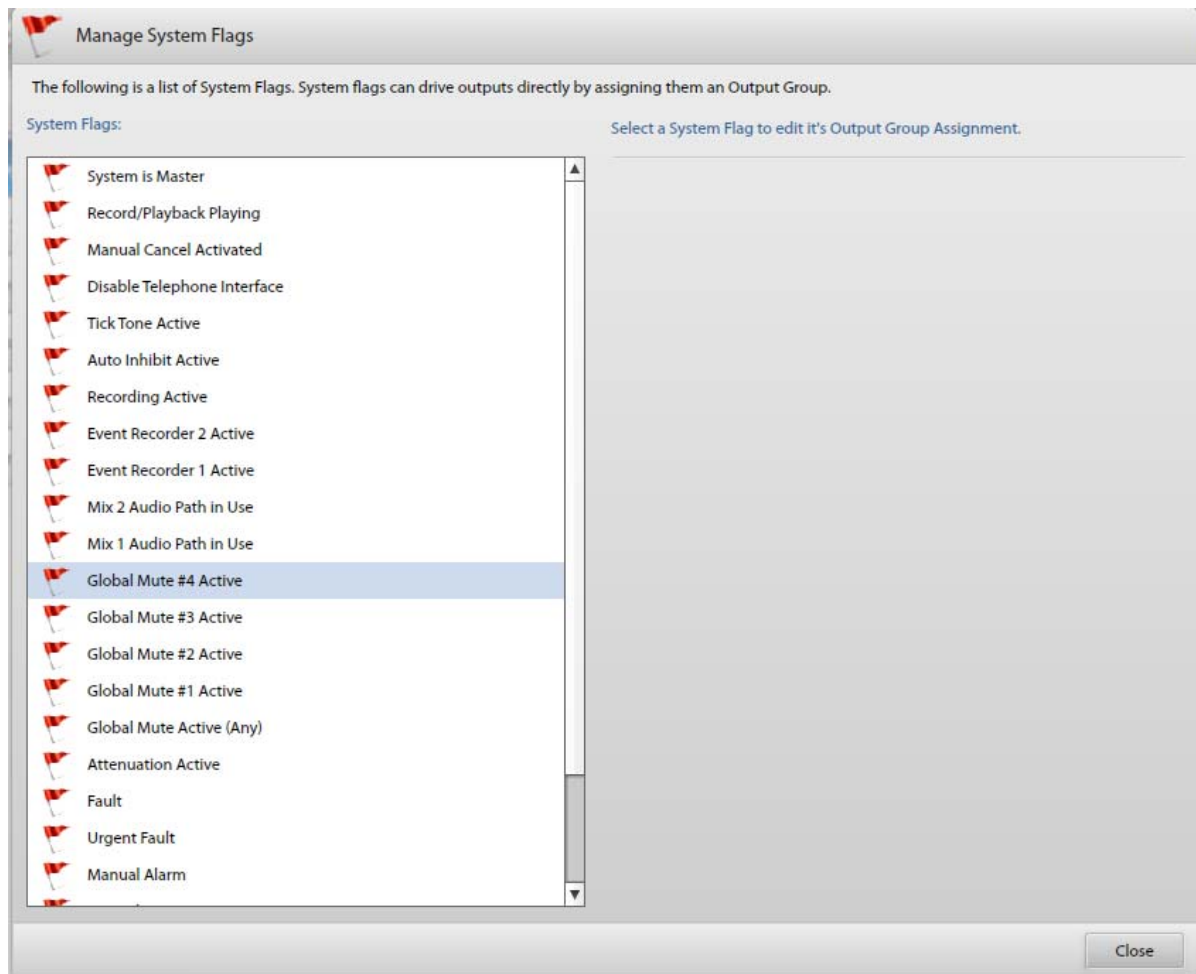 Manage System Flags
The following is a list of System Flags. System flags can drive outputs directly by assigning them an Output Group.
System Flags:
Select a System Flag to edit it's Output Group Assignment.
System is Master
Record/Playback Playing
Manual Cancel Activated
Disable Telephone Interface
Tick Tone Active
Auto Inhibit Active
Recording Active
Event Recorder 2 Active
Event Recorder 1 Active
Mix 2 Audio Path in Use
Mix 1 Audio Path in Use
Global Mute #4 Active
Global Mute #3 Active
Global Mute #2 Active
Global Mute #1 Active
Global Mute Active (Any)
Attenuation Active
Fault
Urgent Fault
Manual Alarm
Close